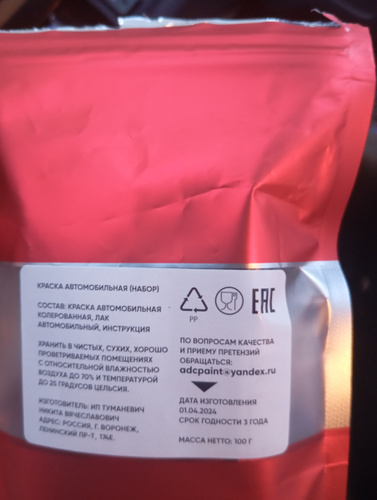 КРАСКА АВТОМОБИЛЬНАЯ (НАБОР)
СОСТАВ: КРАСКА АВТОМОБИЛЬНАЯ
КОЛЕРОВАННАЯ, ЛАК
АВТОМОБИЛЬНЫЙ, ИНСТРУКЦИЯ
ХРАНИТЬ В ЧИСТЫХ, СУХИХ, ХОРОШО
ПРОВЕТРИВАЕМЫХ ПОМЕЩЕНИЯХ
С ОТНОСИТЕЛЬНОЙ ВЛАЖНОСТЬЮ
ВОЗДУХА ДО 70% И ТЕМПЕРАТУРОЙ
ДО 25 ГРАДУСОВ ЦЕЛЬСИЯ.
ИЗГОТОВИТЕЛЬ: ИП ТУМАНЕВИЧ
НИКИТА ВЯЧЕСЛАВОВИЧ
АДРЕС: РОССИЯ, Г. ВОРОНЕЖ,
ЛЕНИНСКИЙ ПР-Т, 174Е.
PP
EAC
ПО ВОПРОСАМ КАЧЕСТВА
И ПРИЕМУ ПРЕТЕНЗИЙ
ОБРАЩАТЬСЯ:
adcpaint@yandex.ru
ДАТА ИЗГОТОВЛЕНИЯ
01.04.2024
СРОК ГОДНОСТИ 3 ГОДА
МАССА НЕТТО: 100 Г